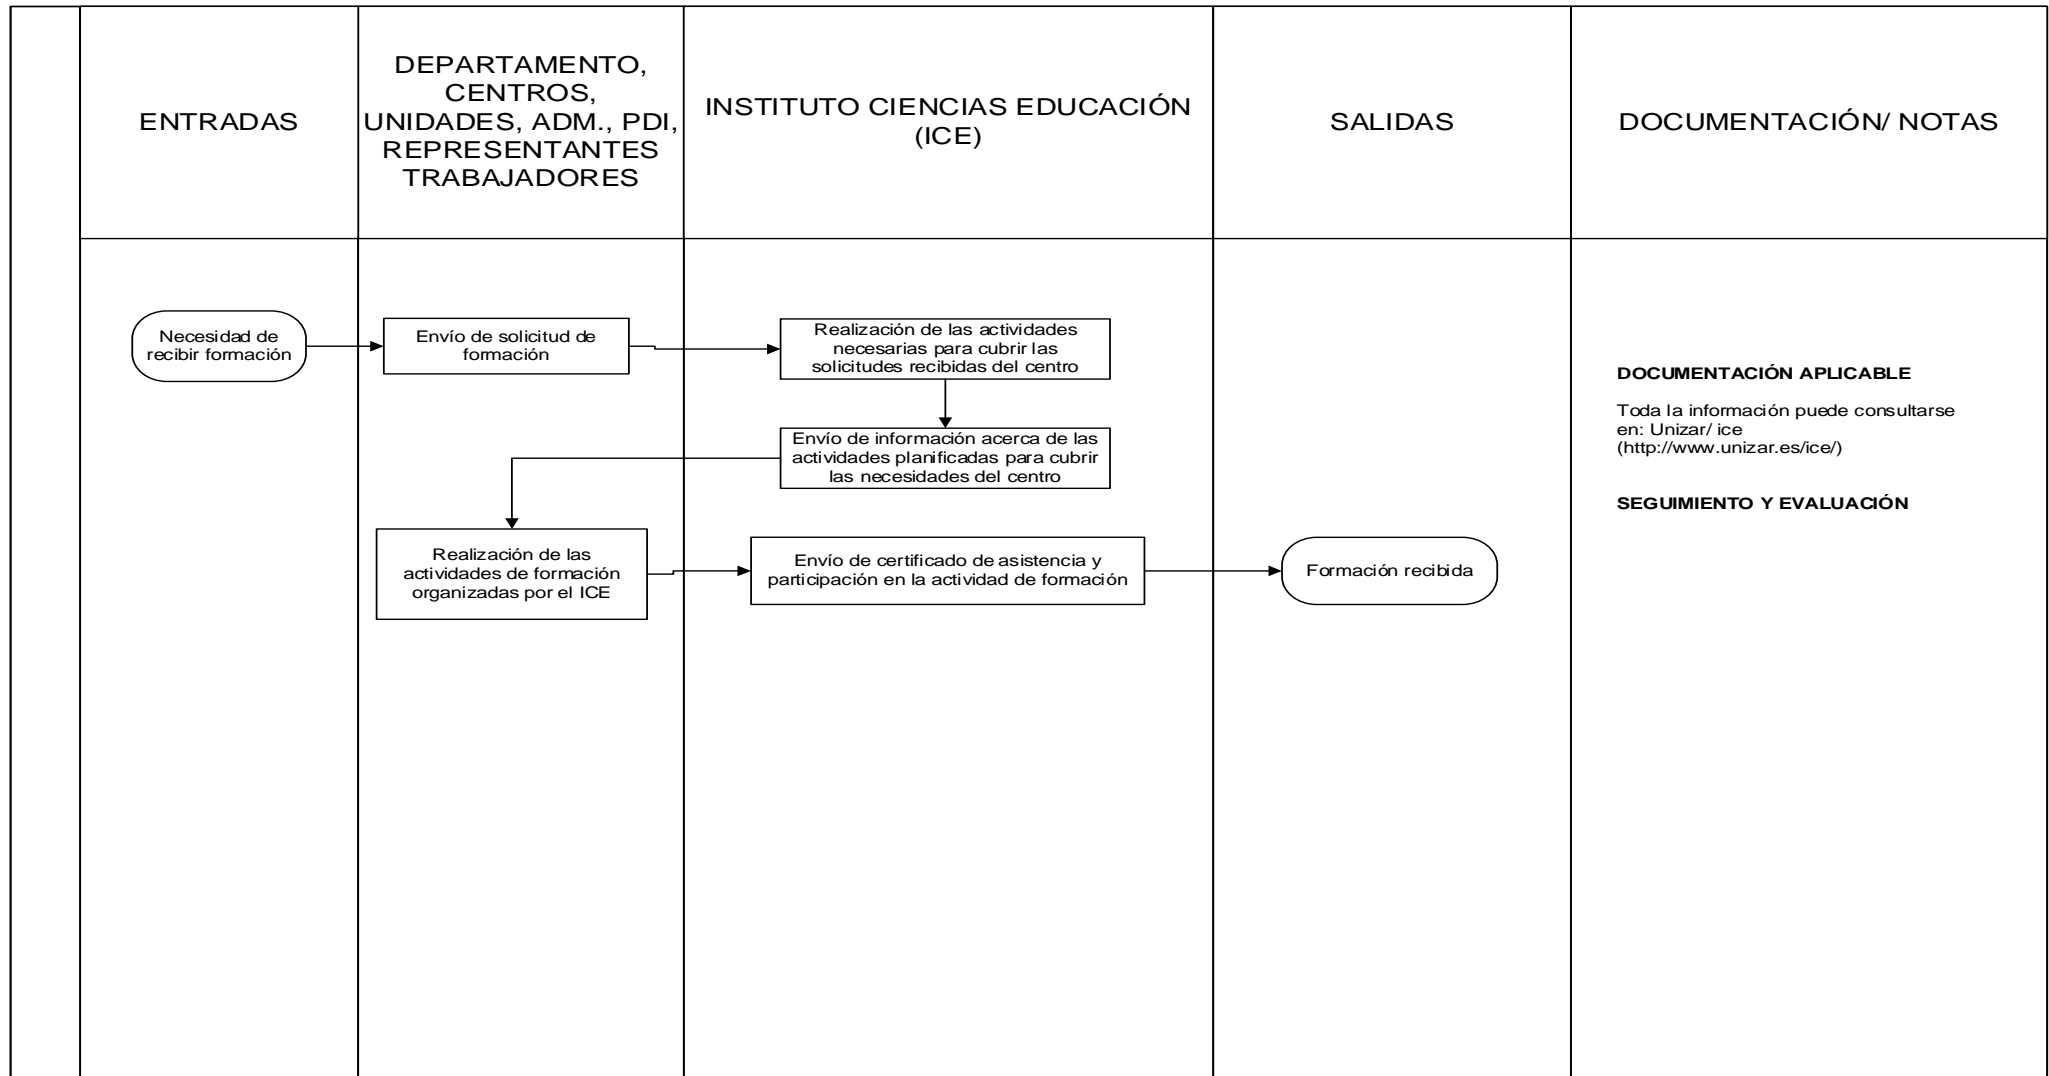 ENTRADAS
DEPARTAMENTO,
CENTROS,
UNIDADES, ADM., PDI,
REPRESENTANTES
TRABAJADORES
INSTITUTO CIENCIAS EDUCACIÓN
(ICE)
SALIDAS
DOCUMENTACIÓN/ NOTAS
Necesidad de
recibir formación
Envío de solicitud de
formación
Realización de las actividades
necesarias para cubrir las
solicitudes recibidas del centro
Envío de información acerca de las
actividades planificadas para cubrir
las necesidades del centro
Realización de las
actividades de formación
organizadas por el ICE
Envío de certificado de asistencia y
participación en la actividad de formación
Formación recibida
DOCUMENTACIÓN APLICABLE
Toda la información puede consultarse
en: Unizar/ ice
(http://www.unizar.es/ice/)
SEGUIMIENTO Y EVALUACIÓN